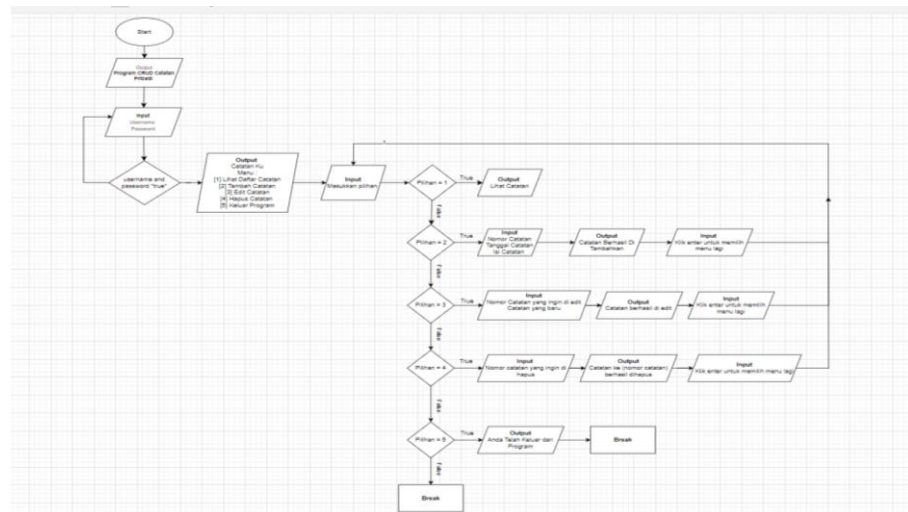 Start
Output
Program CRUD Catatan
Pribadi
Input
Username
Password
username and
password "true"
Output
Catatan Ku
Menu :
[1] Lihat Daftar Catatan
[2] Tambah Catatan
[3] Edit Catatan
[4] Hapus Catatan
[5] Keluar Program
Input
Masukkan pilihan
Pilihan = 1
True
Output
Lihat Catatan
False
Pilihan = 2
True
Input
Nomor Catatan
Tanggal Catatan
Isi Catatan
Output
Catatan Berhasil Di
Tambahkan
Input
Klik enter untuk memilih
menu lagi
False
Pilihan = 3
True
Input
Nomor Catatan yang ingin di edit
Catatan yang baru
Output
Catatan berhasil di edit
Input
Klik enter untuk memilih
menu lagi
False
Pilihan = 4
True
Input
Nomor catatan yang ingin di
hapus
Output
Catatan ke (nomor catatan)
berhasil dihapus
Input
Klik enter untuk memilih menu lagi
False
Pilihan = 5
True
Output
Anda Telah Keluar dari
Program
Break
False
Break